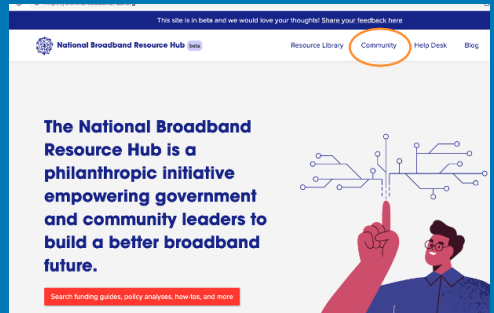 This site is in beta and we would love your thoughts! Share your feedback here
National Broadband Resource Hub beta
Resource Library Community Help Desk Blog
The National Broadband
Resource Hub is a
philanthropic initiative
empowering government
and community leaders to
build a better broadband
future.
Search funding guides, policy analyses, how-tos, and more